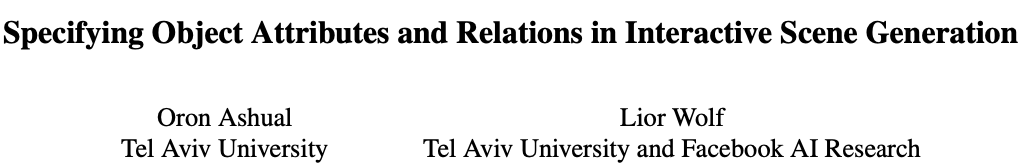 Specifying Object Attributes and Relations in Interactive Scene Generation
Oron Ashual
Tel Aviv University
Lior Wolf
Tel Aviv University and Facebook AI Research